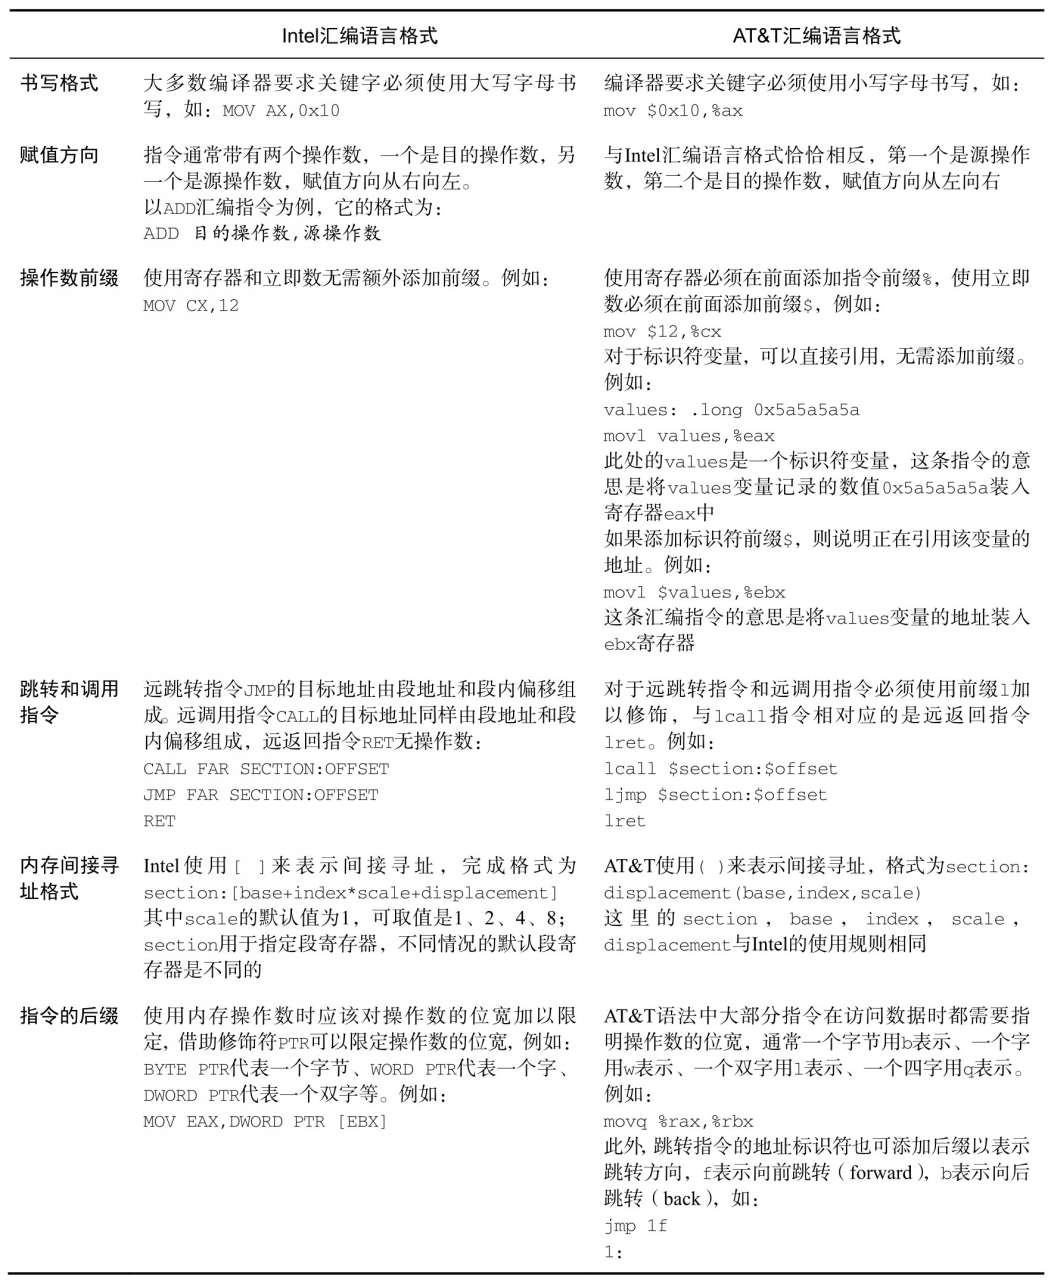 Intel汇编语言格式
AT&T汇编语言格式
书写格式
大多数编译器要求关键字必须使用大写字母书
写，如：MOV AX,0x10
编译器要求关键字必须使用小写字母书写，如：
mov $0x10,%ax
赋值方向
指令通常带有两个操作数，一个是目的操作数，另
一个是源操作数，赋值方向从右向左。
以ADD汇编指令为例，它的格式为：
ADD 目的操作数,源操作数
与Intel汇编语言格式恰恰相反，第一个是源操作
数，第二个是目的操作数，赋值方向从左向右
操作数前缀
使用寄存器和立即数无需额外添加前缀。例如：
MOV CX,12
使用寄存器必须在前面添加指令前缀%，使用立即
数必须在前面添加前缀$，例如：
mov $12,%cx
对于标识符变量，可以直接引用，无需添加前缀。
例如：
values: .long 0x5a5a5a5a
movl values,%eax
此处的values是一个标识符变量，这条指令的意
思是将values变量记录的数值0x5a5a5a5a装入
寄存器eax中
如果添加标识符前缀$，则说明正在引用该变量的
地址。例如：
movl $values,%ebx
这条汇编指令的意思是将values变量的地址装入
ebx寄存器
跳转和调用
指令
远跳转指令JMP的目标地址由段地址和段内偏移组
成。远调用指令CALL的目标地址同样由段地址和段
内偏移组成，远返回指令RET无操作数：
CALL FAR SECTION:OFFSET
JMP FAR SECTION:OFFSET
RET
对于远跳转指令和远调用指令必须使用前缀l加
以修饰，与lcall指令相对应的是远返回指令
lret。例如：
lcall $section:$offset
ljmp $section:$offset
lret
内存间接寻
址格式
Intel使用[ ]来表示间接寻址，完成格式为
section:[base+index*scale+displacement]
其中scale的默认值为1，可取值是1、2、4、8；
section用于指定段寄存器，不同情况的默认段寄
存器是不同的
AT&T使用( )来表示间接寻址，格式为section:
displacement(base,index,scale)
这里的section，base，index，scale，
displacement与Intel的使用规则相同
指令的后缀
使用内存操作数时应该对操作数的位宽加以限
定，借助修饰符PTR可以限定操作数的位宽，例如：
BYTE PTR代表一个字节、WORD PTR代表一个字、
DWORD PTR代表一个双字等。例如：
MOV EAX,DWORD PTR [EBX]
AT&T语法中大部分指令在访问数据时都需要指
明操作数的位宽，通常一个字节用b表示、一个字
用w表示、一个双字用l表示、一个四字用q表示。
例如：
movq %rax,%rbx
此外，跳转指令的地址标识符也可添加后缀以表示
跳转方向，f表示向前跳转（forward），b表示向后
跳转（back），如：
jmp 1f
1: